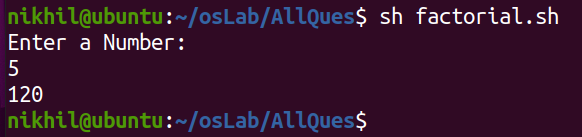 nikhil@ubuntu:~/osLab/AllQues$ sh factorial.sh
Enter a Number:
5
120
nikhil@ubuntu:~/osLab/AllQues$